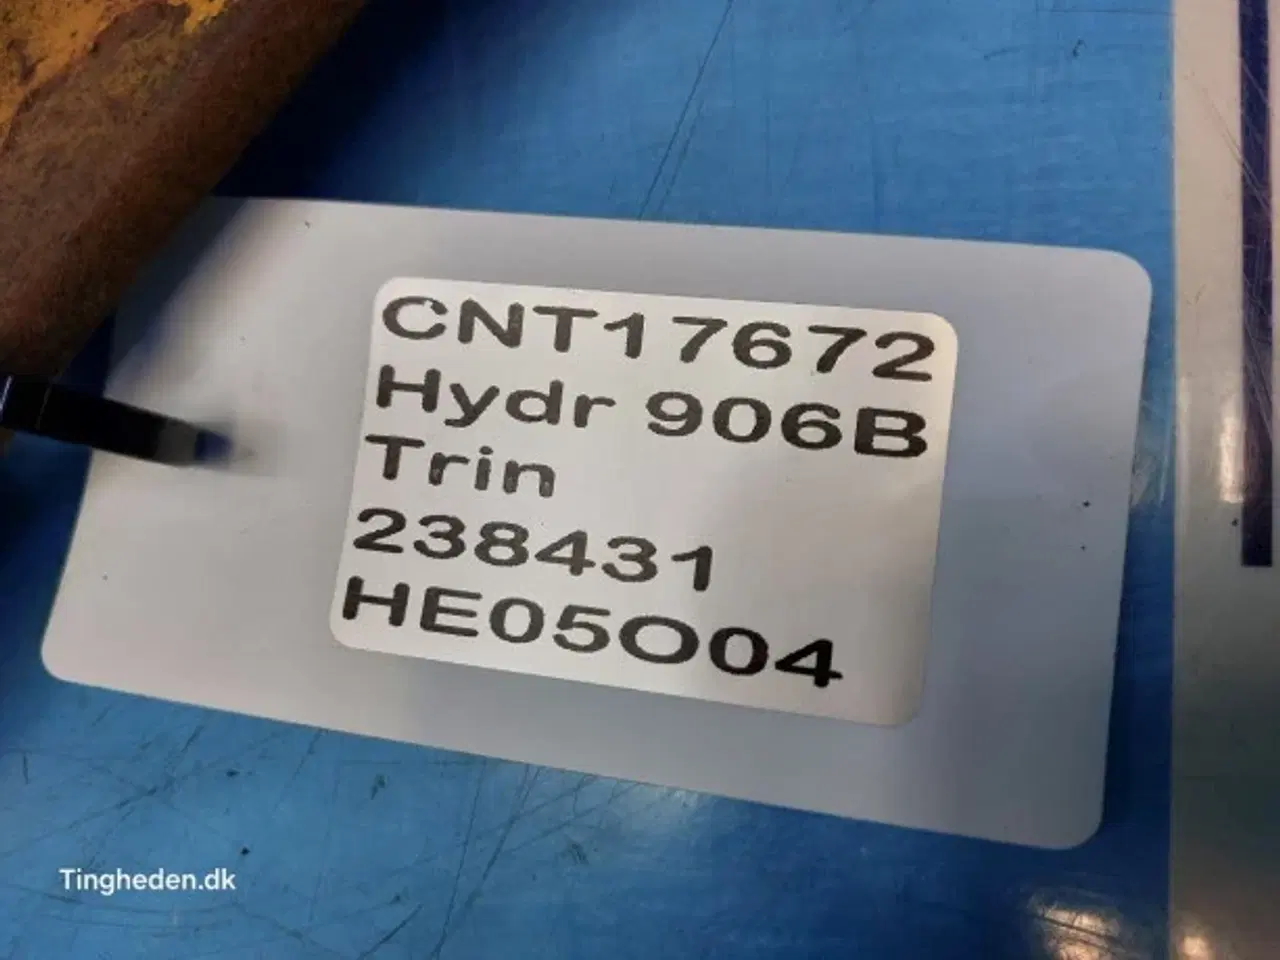 CNT17672
Hydr 906B
Trin
238431
HE05O04
Tingheden.dk